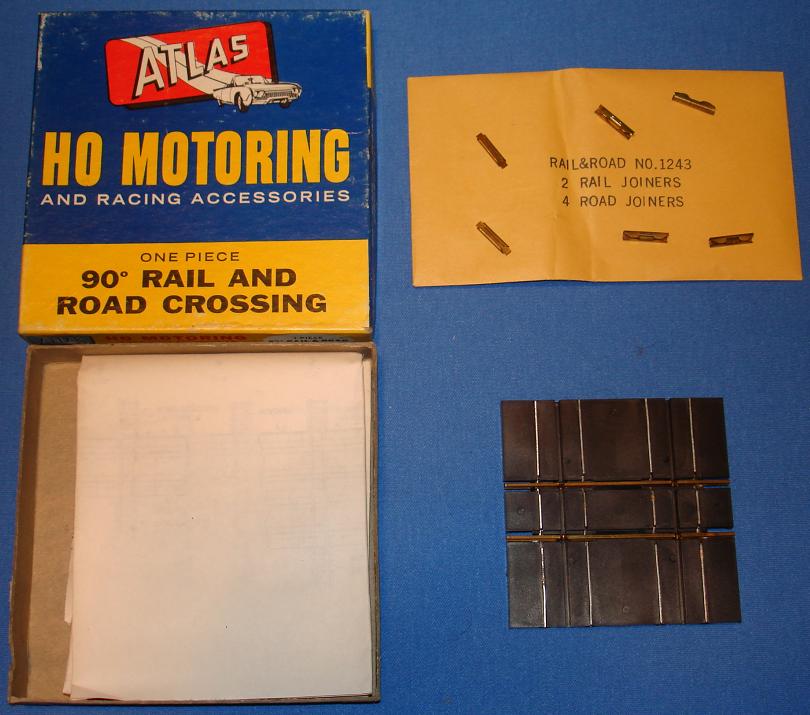 ATLAS
HO MOTORING
AND RACING ACCESSORIES
ONE PIECE
90° RAIL AND
ROAD CROSSING
HO MOTORING
RAIL&ROAD NO.1243
2 RAIL JOINERS
4 ROAD JOINERS